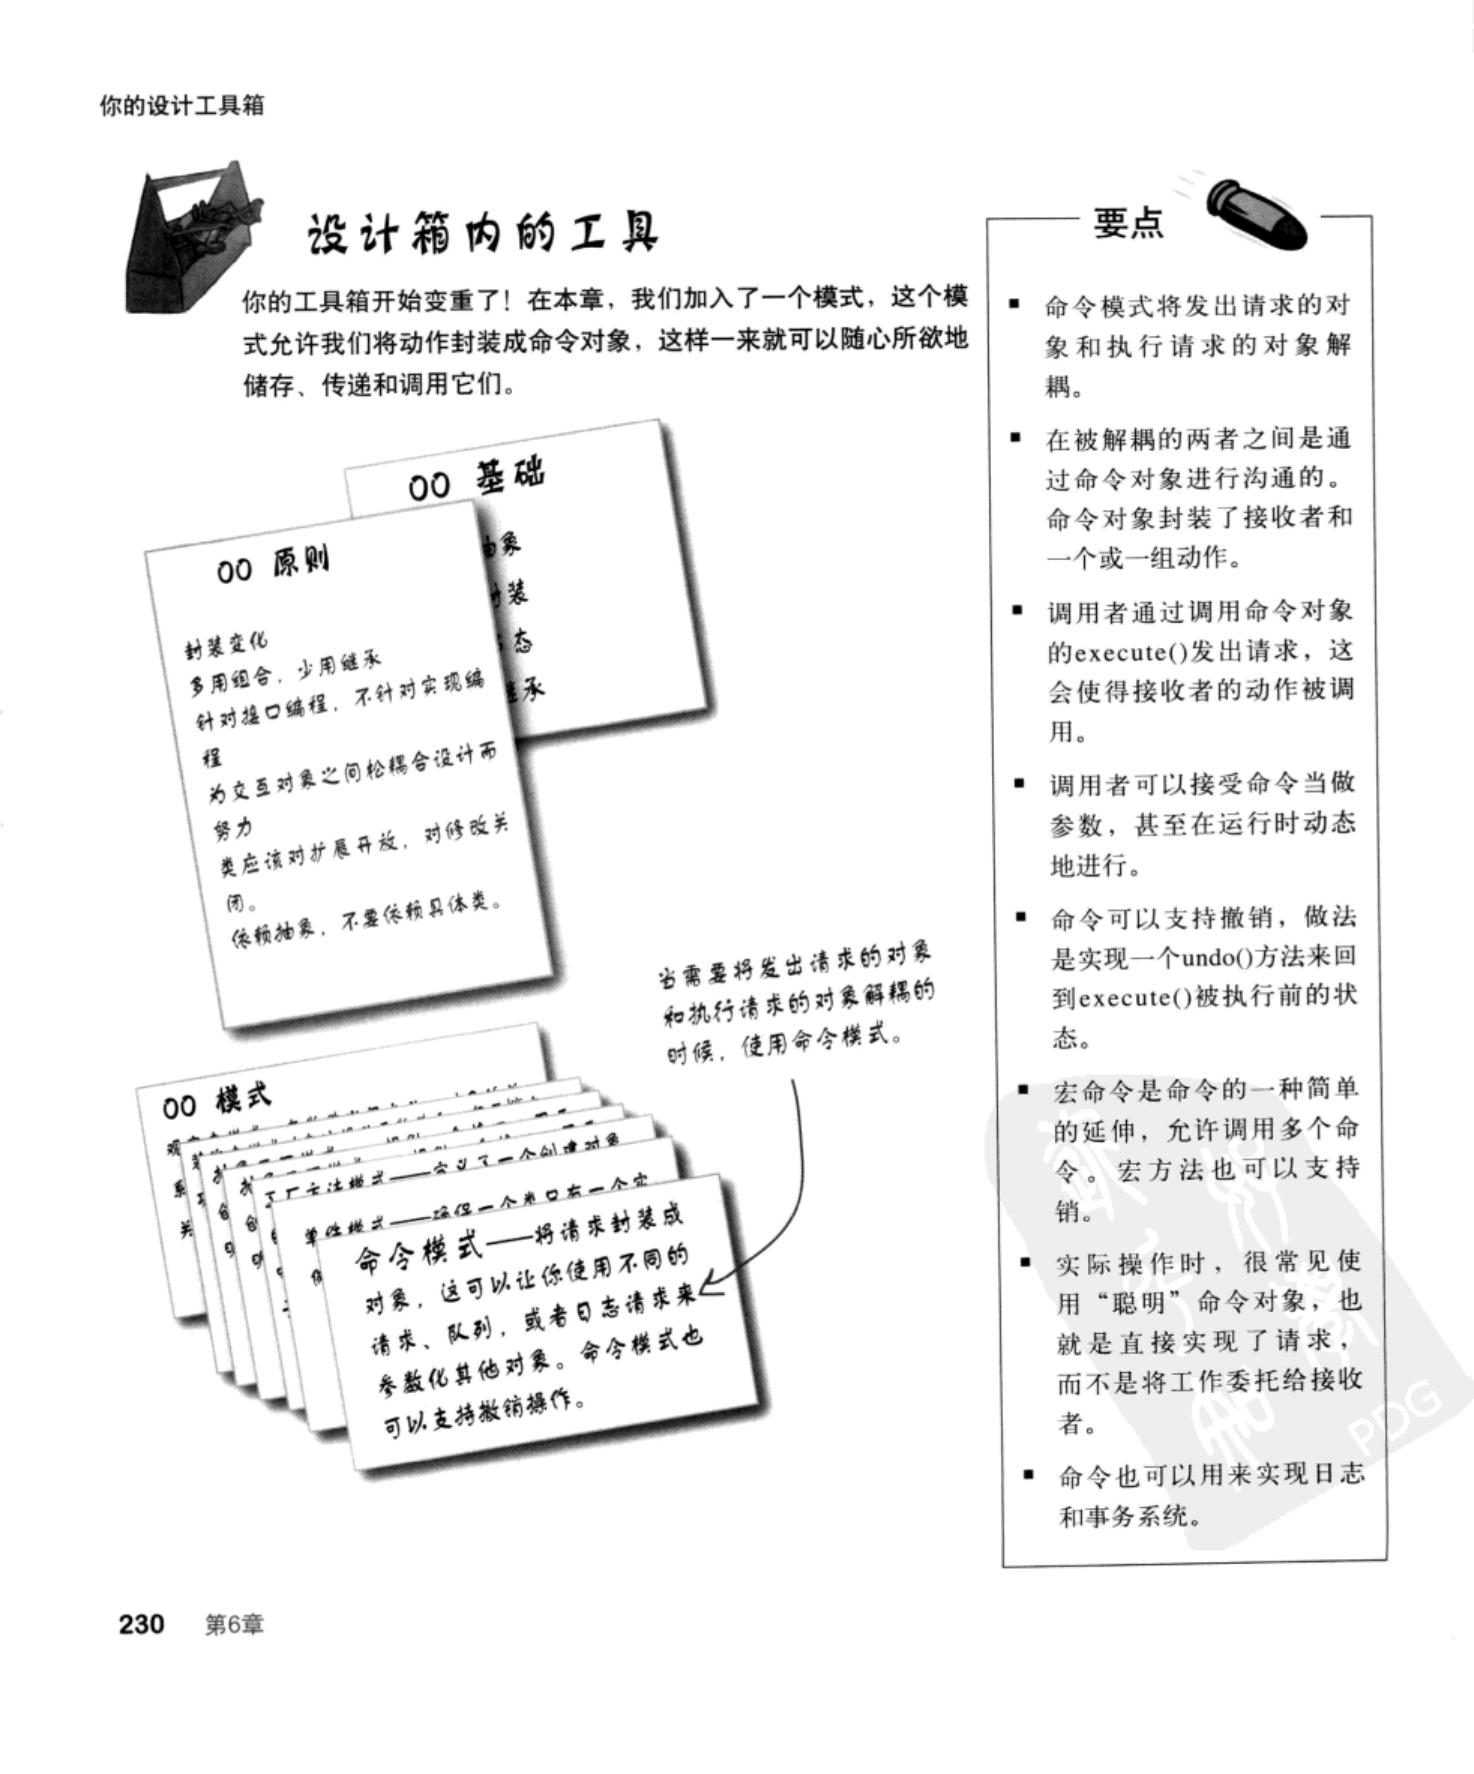 你的设计工具箱
设计箱内的工具
你的工具箱开始变重了！在本章，我们加入了一个模式，这个模
式允许我们将动作封装成命令对象，这样一来就可以随心所欲地
储存、传递和调用它们。
OO 基础
象
装
态
承
OO 原则
封装变化
多用组合，少用继承
针对接口编程，不针对实现编
程
为交互对象之间松耦合设计而
努力
类应该对扩展开放，对修改关
闭。
依赖抽象，不要依赖具体类。
当需要将发出请求的对象
和执行请求的对象解耦的
时候，使用命令模式。
OO 模式
工厂方法模式——定义了一个创建对象
单件模式——确保一个类只有一个实
命令模式——将请求封装成
对象，这可以让你使用不同的
请求、队列，或者日志请求来
参数化其他对象。命令模式也
可以支持撤销操作。
要点
▪ 命令模式将发出请求的对
象和执行请求的对象解
耦。
▪ 在被解耦的两者之间是通
过命令对象进行沟通的。
命令对象封装了接收者和
一个或一组动作。
▪ 调用者通过调用命令对象
的execute()发出请求，这
会使得接收者的动作被调
用。
▪ 调用者可以接受命令当做
参数，甚至在运行时动态
地进行。
▪ 命令可以支持撤销，做法
是实现一个undo()方法来回
到execute()被执行前的状
态。
▪ 宏命令是命令的一种简单
的延伸，允许调用多个命
令。宏方法也可以支持
销。
▪ 实际操作时，很常见使
用“聪明”命令对象，也
就是直接实现了请求，
而不是将工作委托给接收
者。
▪ 命令也可以用来实现日志
和事务系统。
PDG
230 第6章